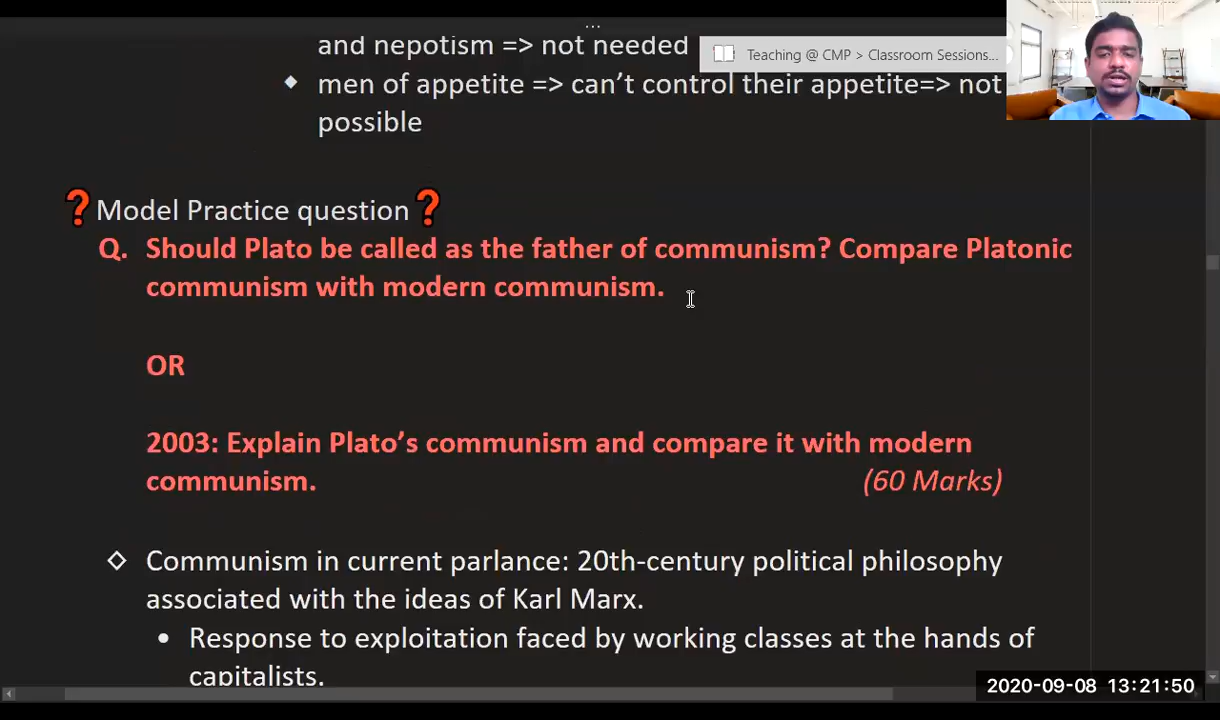 ...
and nepotism => not needed
Teaching @ CMP > Classroom Sessions...
◆ men of appetite => can't control their appetite=> not
possible
❓Model Practice question❓
Q. Should Plato be called as the father of communism? Compare Platonic
communism with modern communism.
OR
2003: Explain Plato's communism and compare it with modern
communism. (60 Marks)
◇ Communism in current parlance: 20th-century political philosophy
associated with the ideas of Karl Marx.
• Response to exploitation faced by working classes at the hands of
capitalists.
2020-09-08 13:21:50